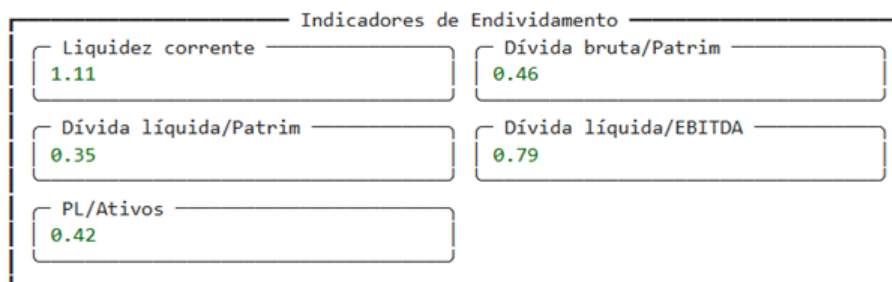 Indicadores de Endividamento
Liquidez corrente
1.11
Dívida bruta/Patrim
0.46
Dívida líquida/Patrim
0.35
Dívida líquida/EBITDA
0.79
PL/Ativos
0.42